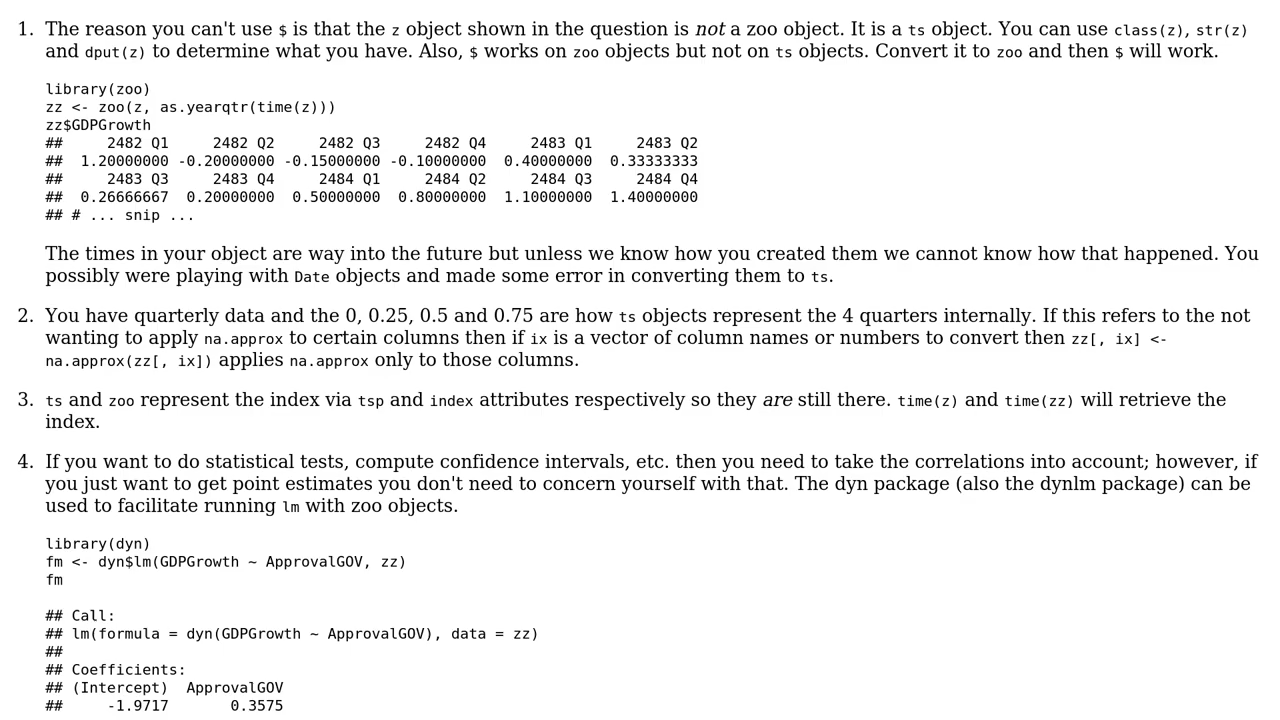 1. The reason you can't use $ is that the z object shown in the question is not a zoo object. It is a ts object. You can use class(z), str(z)
and dput(z) to determine what you have. Also, $ works on zoo objects but not on ts objects. Convert it to zoo and then $ will work.
library(zoo)
zz <- zoo(z, as.yearqtr(time(z)))
zz$GDPGrowth
##     2482 Q1     2482 Q2     2482 Q3     2482 Q4     2483 Q1     2483 Q2
##  1.20000000 -0.20000000 -0.15000000 -0.10000000  0.40000000  0.33333333
##     2483 Q3     2483 Q4     2484 Q1     2484 Q2     2484 Q3     2484 Q4
##  0.26666667  0.20000000  0.50000000  0.80000000  1.10000000  1.40000000
## # ... snip ...
The times in your object are way into the future but unless we know how you created them we cannot know how that happened. You
possibly were playing with Date objects and made some error in converting them to ts.
2. You have quarterly data and the 0, 0.25, 0.5 and 0.75 are how ts objects represent the 4 quarters internally. If this refers to the not
wanting to apply na.approx to certain columns then if ix is a vector of column names or numbers to convert then zz[, ix] <-
na.approx(zz[, ix]) applies na.approx only to those columns.
3. ts and zoo represent the index via tsp and index attributes respectively so they are still there. time(z) and time(zz) will retrieve the
index.
4. If you want to do statistical tests, compute confidence intervals, etc. then you need to take the correlations into account; however, if
you just want to get point estimates you don't need to concern yourself with that. The dyn package (also the dynlm package) can be
used to facilitate running lm with zoo objects.
library(dyn)
fm <- dyn$lm(GDPGrowth ~ ApprovalGOV, zz)
fm
## Call:
## lm(formula = dyn(GDPGrowth ~ ApprovalGOV), data = zz)
##
## Coefficients:
## (Intercept)  ApprovalGOV
##     -1.9717       0.3575